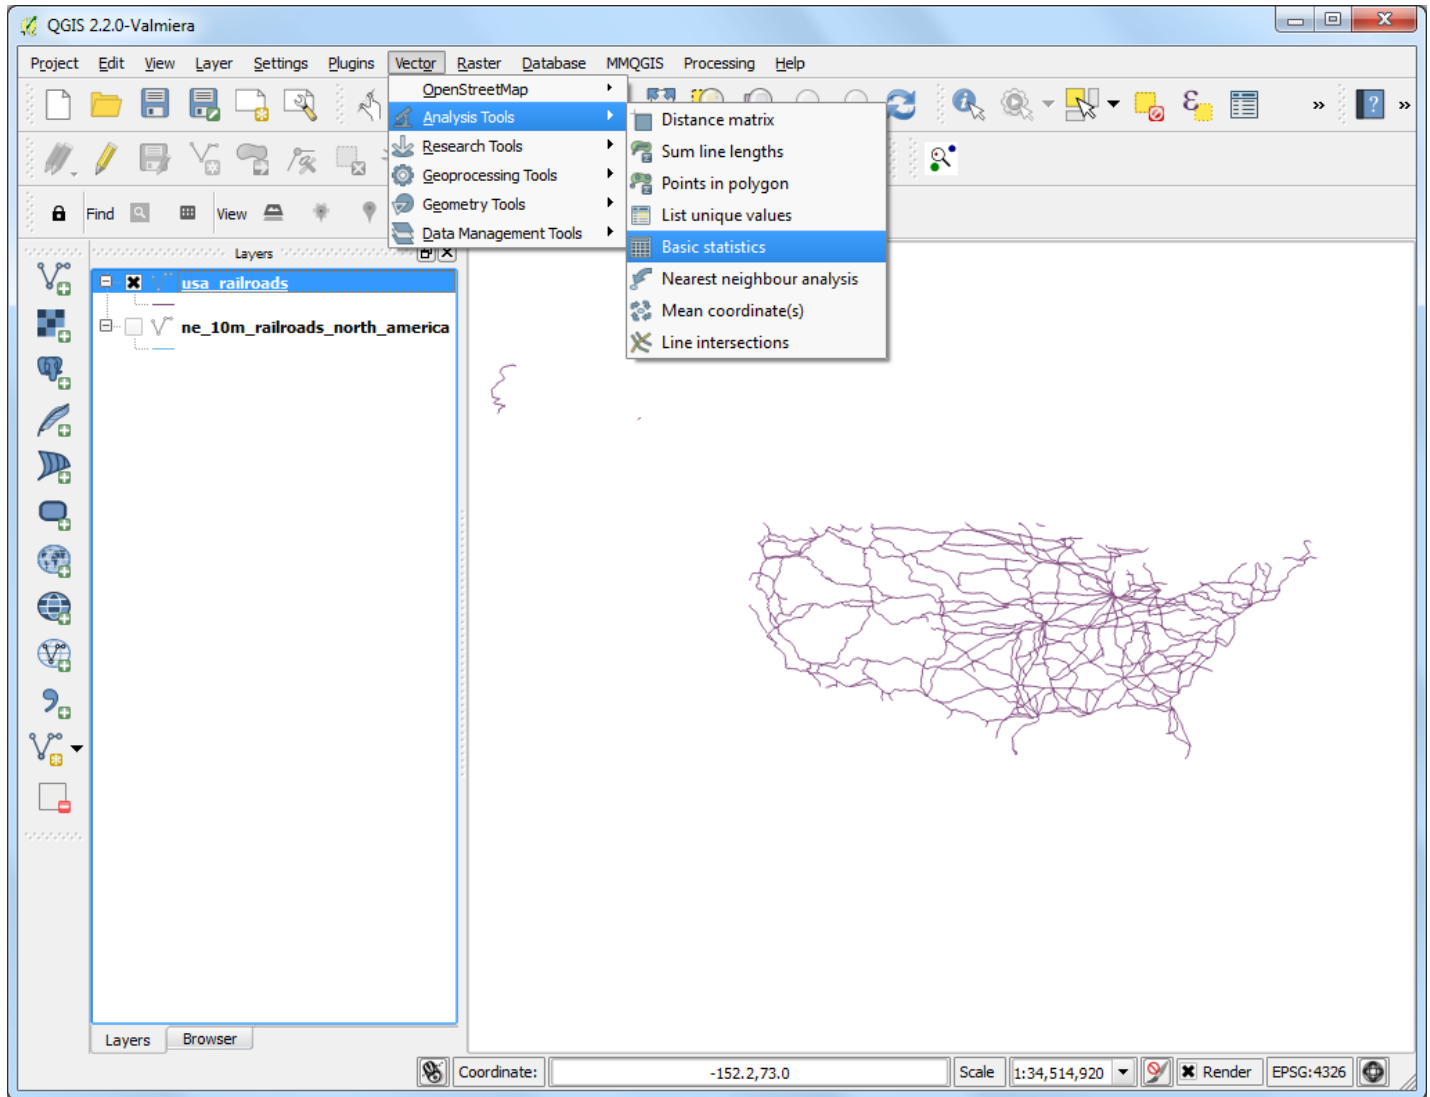 QGIS 2.2.0-Valmiera
Project Edit View Layer Settings Plugins Vector Raster Database MMQGIS Processing Help
OpenStreetMap
Analysis Tools
Research Tools
Geoprocessing Tools
Geometry Tools
Data Management Tools
Distance matrix
Sum line lengths
Points in polygon
List unique values
Basic statistics
Nearest neighbour analysis
Mean coordinate(s)
Line intersections
Find View
Layers
usa_railroads
ne_10m_railroads_north_america
Layers Browser
Coordinate: -152.2,73.0 Scale 1:34,514,920 Render EPSG:4326